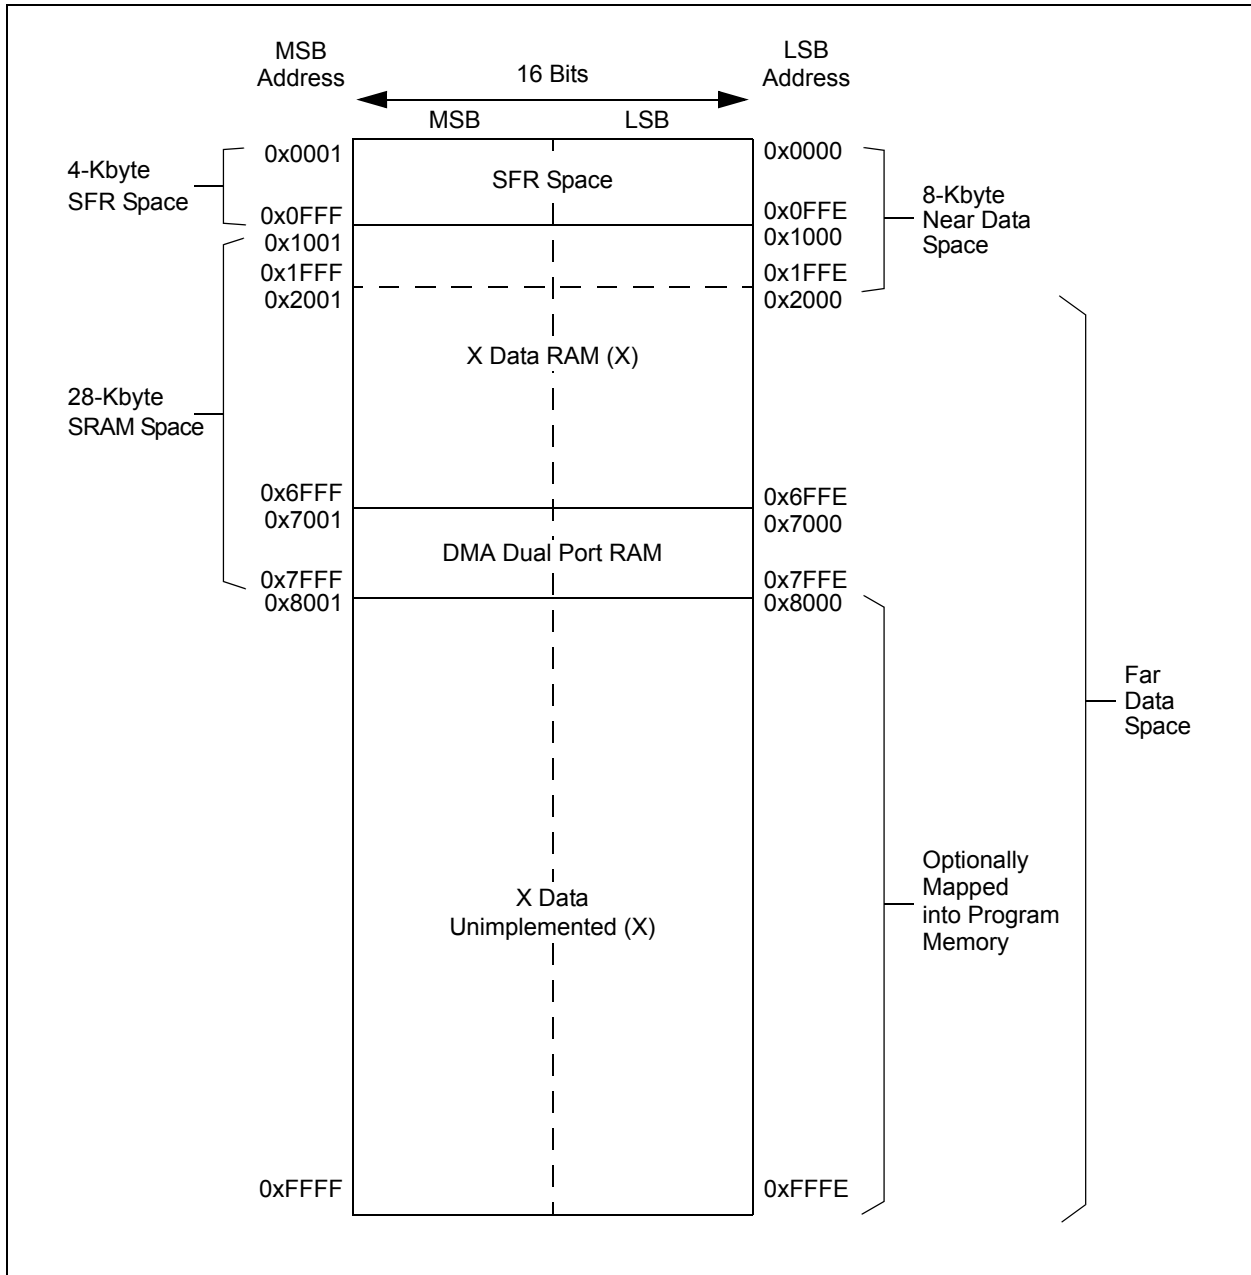 MSB
Address
16 Bits
LSB
Address
MSB
LSB
4-Kbyte
SFR Space
0x0001
SFR Space
0x0000
0x0FFF
0x0FFE
8-Kbyte
Near Data
Space
0x1001
0x1000
0x1FFF
0x1FFE
0x2001
0x2000
28-Kbyte
SRAM Space
X Data RAM (X)
0x6FFF
0x6FFE
0x7001
0x7000
DMA Dual Port RAM
0x7FFF
0x7FFE
0x8001
0x8000
Far
Data
Space
X Data
Unimplemented (X)
Optionally
Mapped
into Program
Memory
0xFFFF
0xFFFE